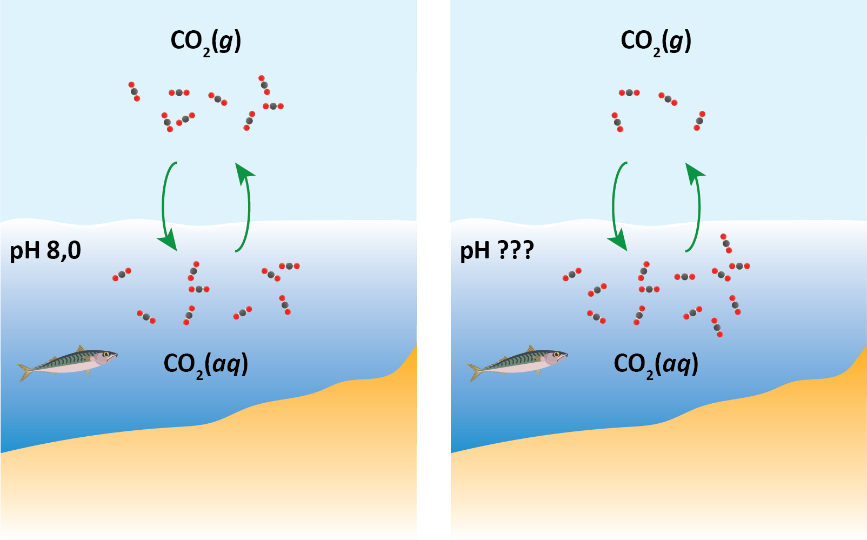 CO₂(g)
pH 8,0
CO₂(aq)
CO₂(g)
pH ???
CO₂(aq)